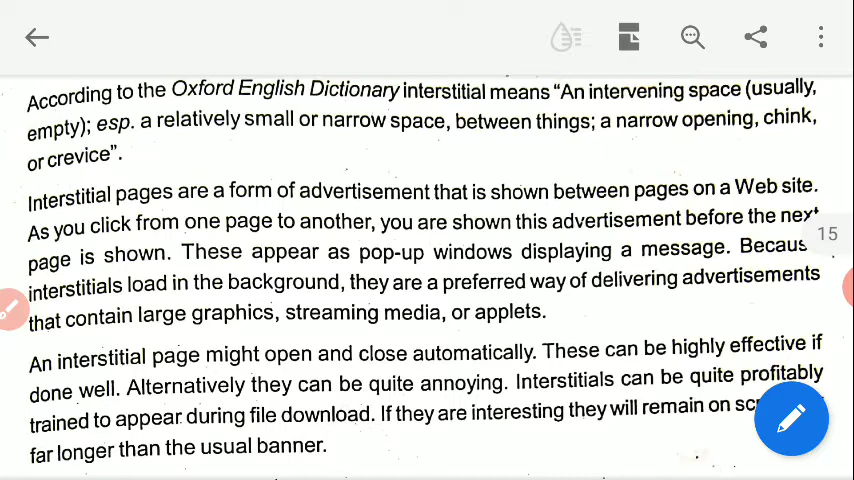 According to the Oxford English Dictionary interstitial means "An intervening space (usually,
empty); esp. a relatively small or narrow space, between things; a narrow opening, chink,
or crevice".
Interstitial pages are a form of advertisement that is shown between pages on a Web site.
As you click from one page to another, you are shown this advertisement before the next
page is shown. These appear as pop-up windows displaying a message.
15
interstitials load in the background, they are a preferred way of delivering advertisements
that contain large graphics, streaming media, or applets.
An interstitial page might open and close automatically. These can be highly effective if
done well. Alternatively they can be quite annoying. Interstitials can be quite profitably
trained to appear during file download. If they are interesting they will remain on
far longer than the usual banner.